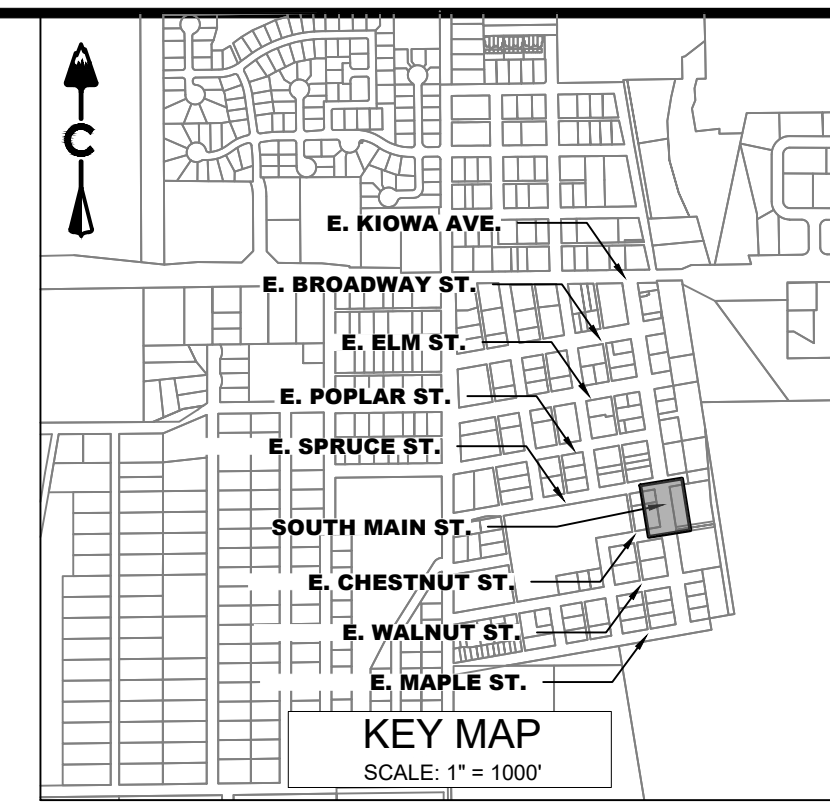 C
E. KIOWA AVE.
E. BROADWAY ST.
E. ELM ST.
E. POPLAR ST.
E. SPRUCE ST.
SOUTH MAIN ST.
E. CHESTNUT ST.
E. WALNUT ST.
E. MAPLE ST.
KEY MAP
SCALE: 1" = 1000'